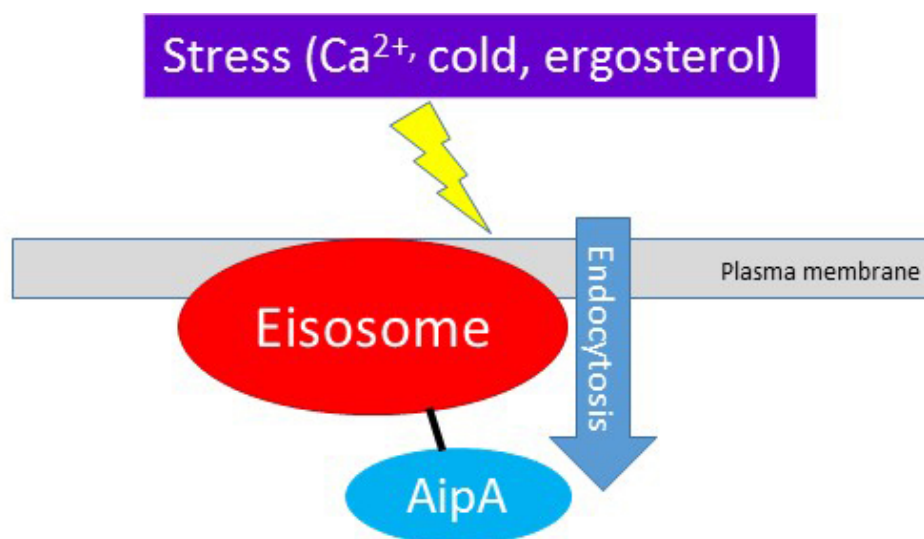 Stress (Ca²⁺, cold, ergosterol)
Plasma membrane
Eisosome
Endocytosis
AipA